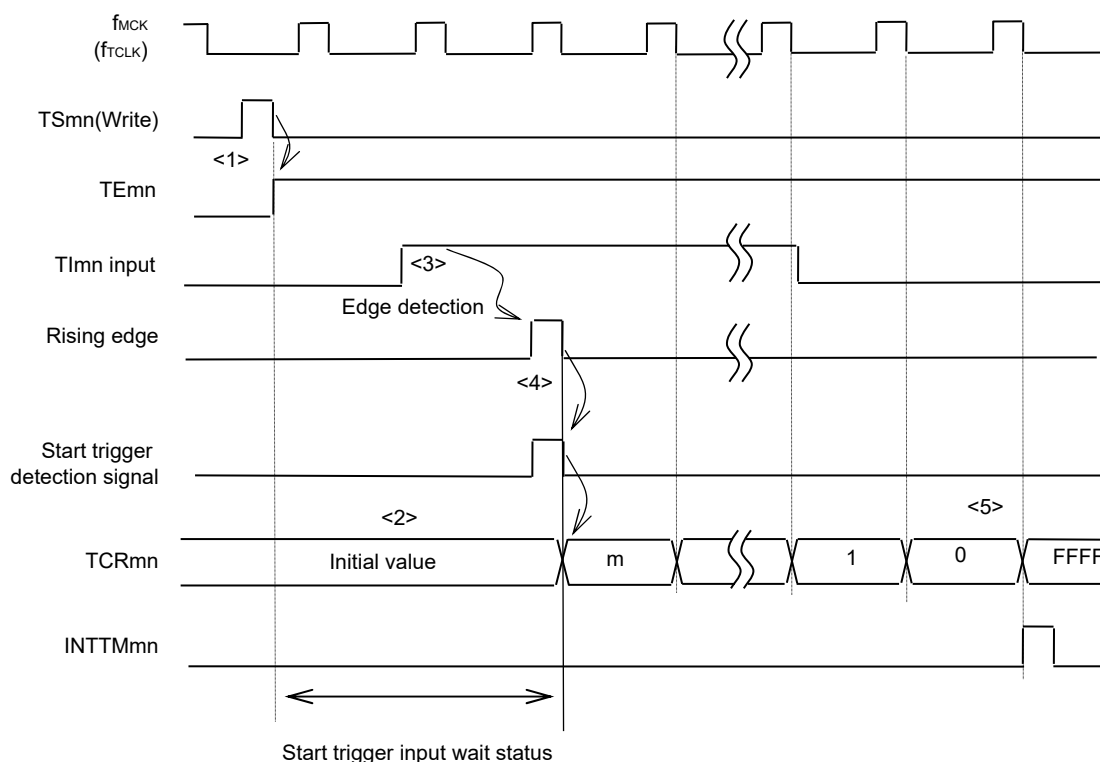 fMCK
(fTCLK)
TSmn(Write)
<1>
TEmn
TImn input
<3>
Edge detection
Rising edge
<4>
Start trigger
detection signal
<2>
<5>
TCRmn
Initial value
m
1
0
FFFF
INTTMmn
Start trigger input wait status